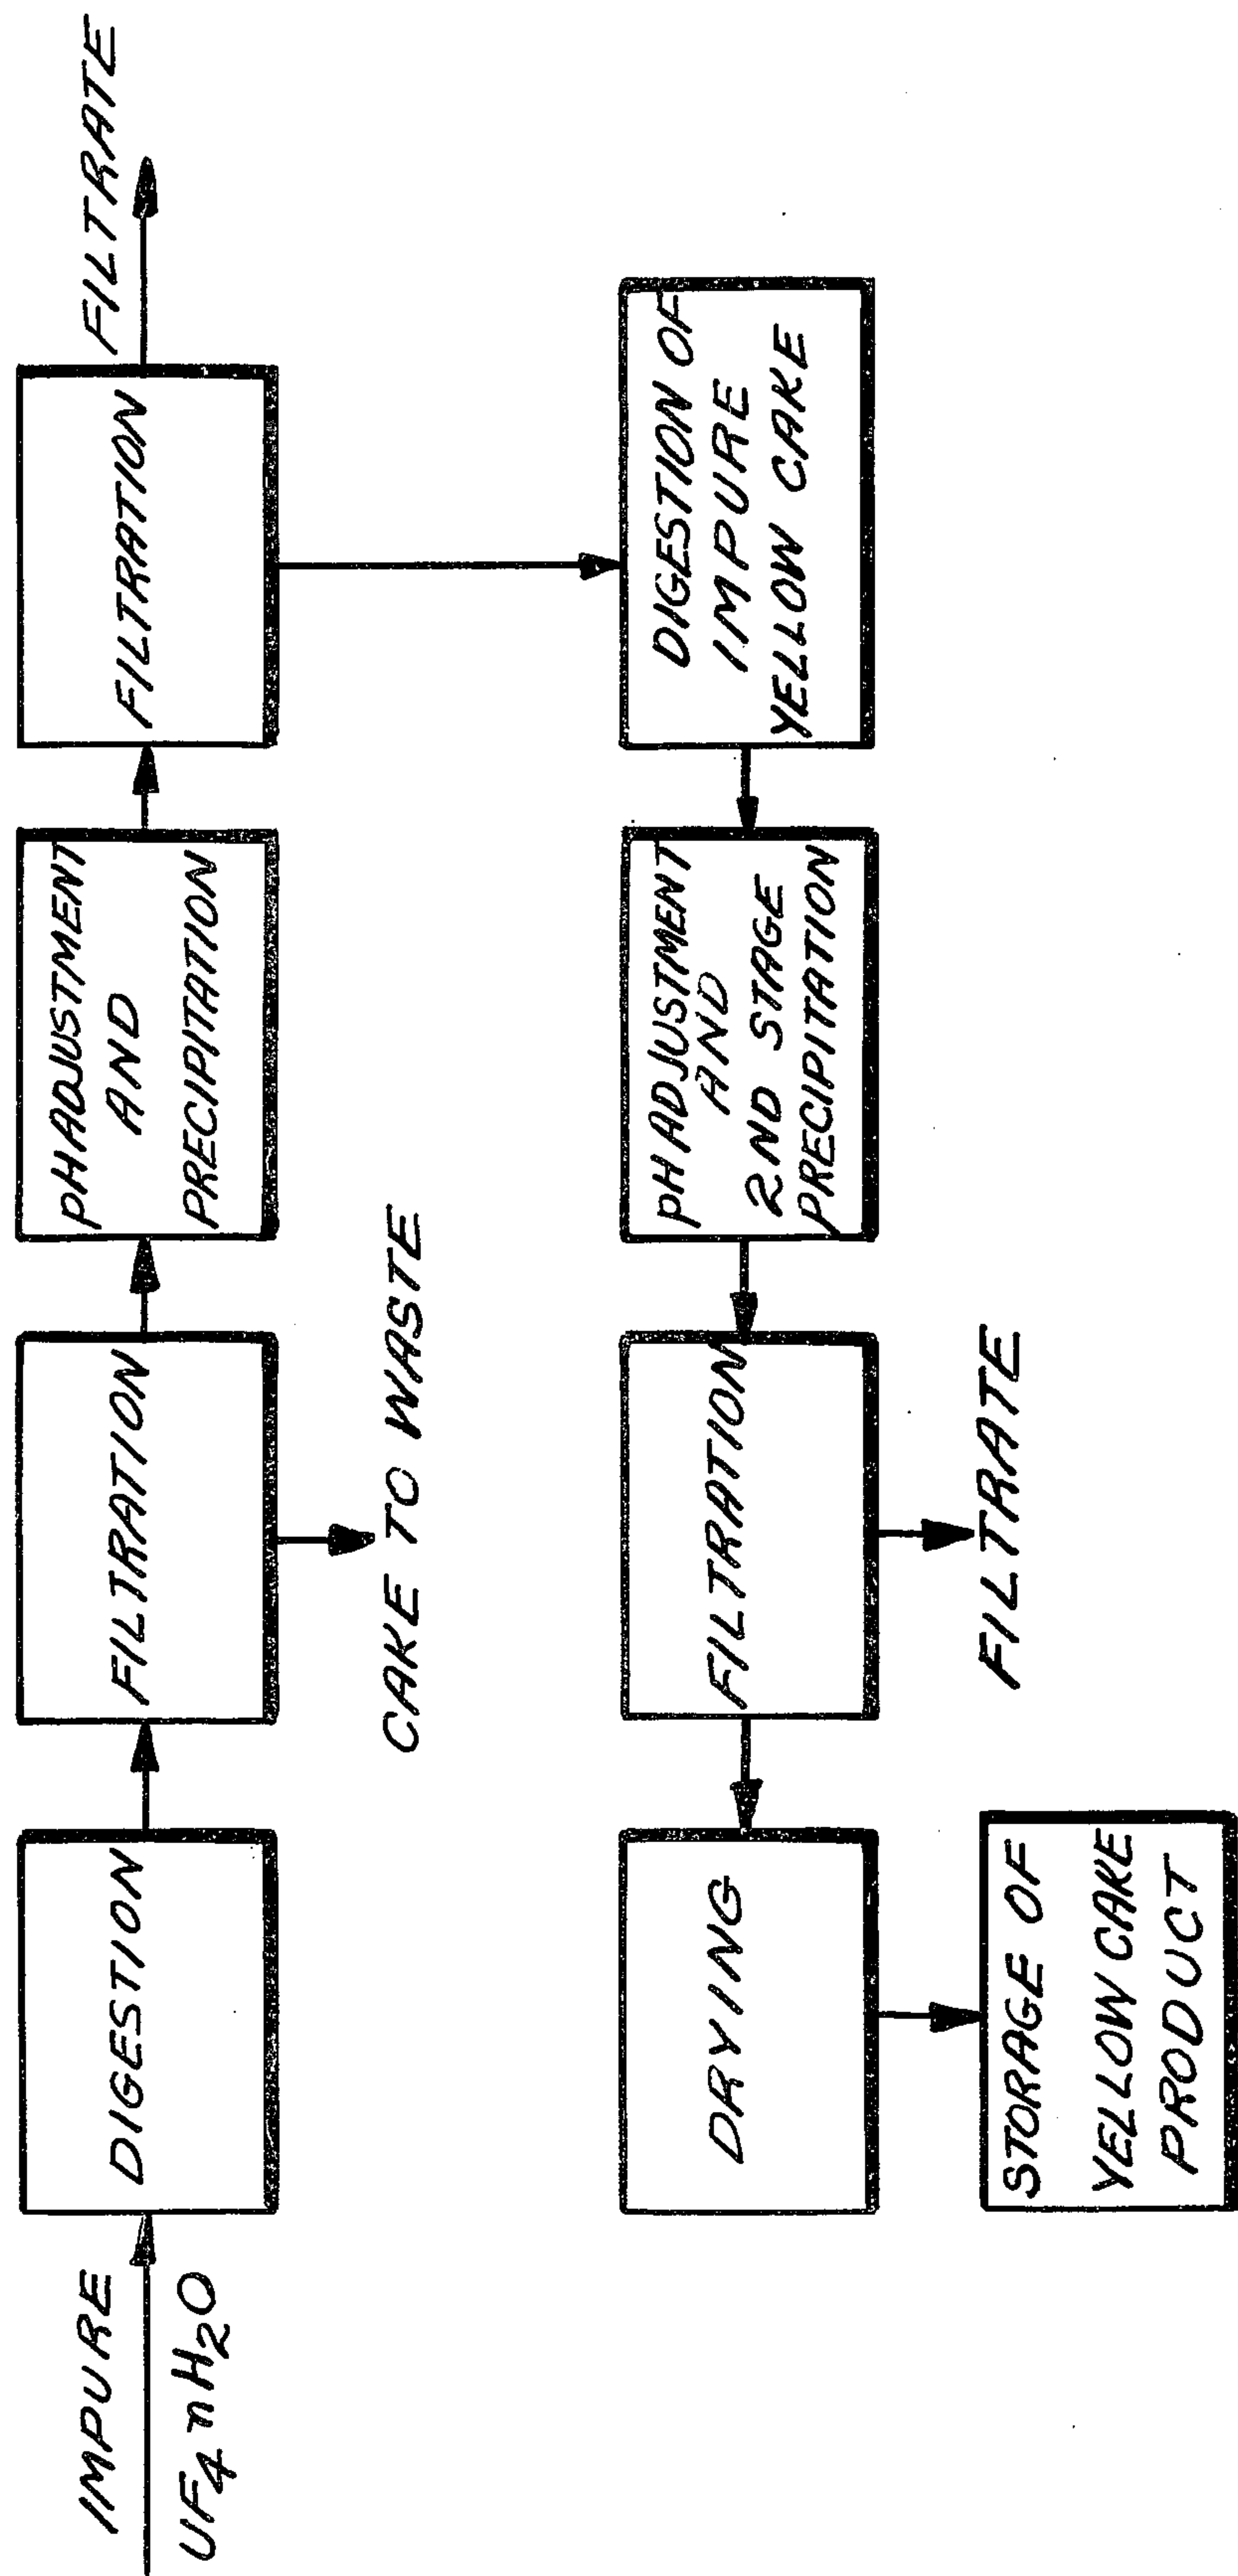 IMPURE
UF4 nH2O
DIGESTION
FILTRATION
CAKE TO WASTE
pH ADJUSTMENT
AND
PRECIPITATION
FILTRATION
FILTRATE
DIGESTION OF
IMPURE
YELLOW CAKE
pH ADJUSTMENT
AND
2ND STAGE
PRECIPITATION
FILTRATION
FILTRATE
DRYING
STORAGE OF
YELLOW CAKE
PRODUCT